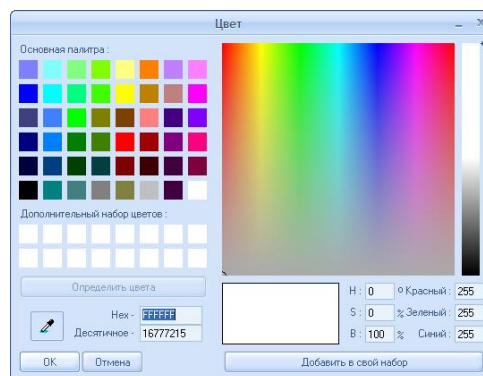 Цвет
Основная палитра :
Дополнительный набор цветов :
Определить цвета
Hex - FFFFFF
Десятичное - 16777215
OK Отмена
H : 0 º Красный : 255
S : 0 % Зеленый : 255
B : 100 % Синий : 255
Добавить в свой набор